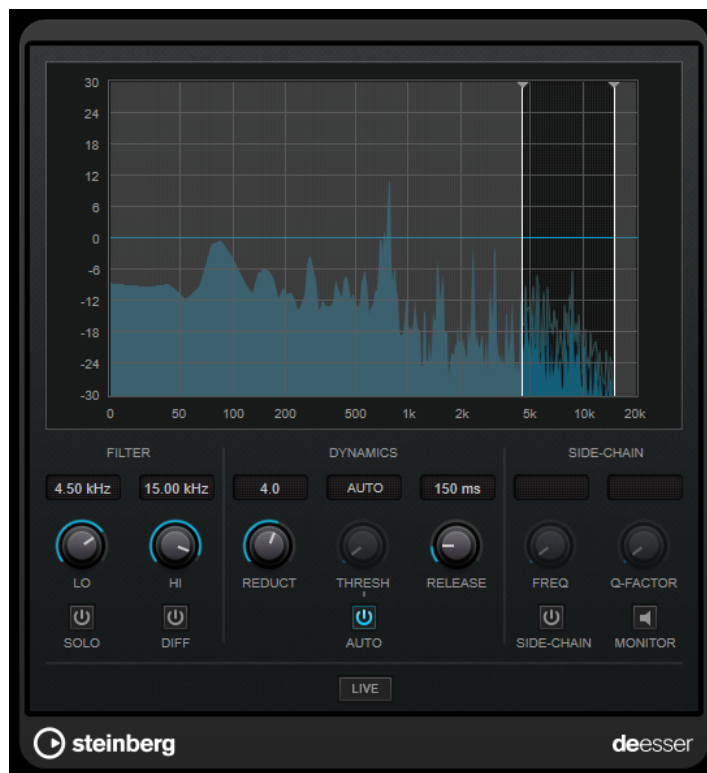 30
24
18
12
6
0
-6
-12
-18
-24
-30
0 50 100 200 500 1k 2k 5k 10k 20k
FILTER DYNAMICS SIDE-CHAIN
4.50 kHz 15.00 kHz 4.0 AUTO 150 ms
LO HI REDUCT THRESH RELEASE FREQ Q-FACTOR
SOLO DIFF AUTO SIDE-CHAIN MONITOR
LIVE
steinberg deesser